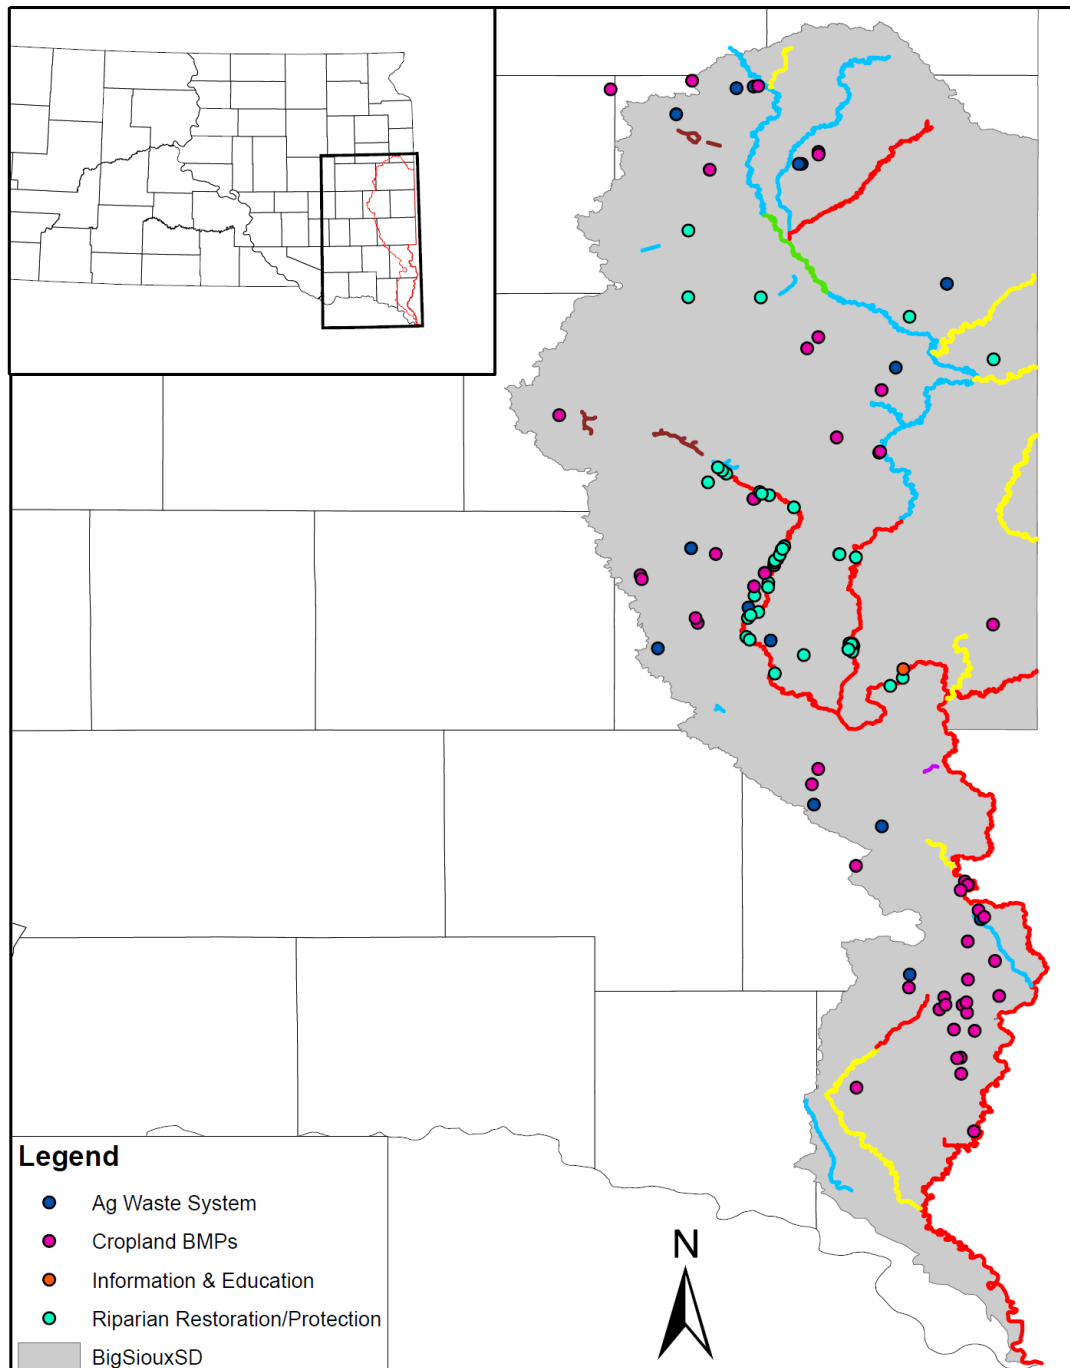 N
Legend
Ag Waste System
Cropland BMPs
Information & Education
Riparian Restoration/Protection
BigSiouxSD